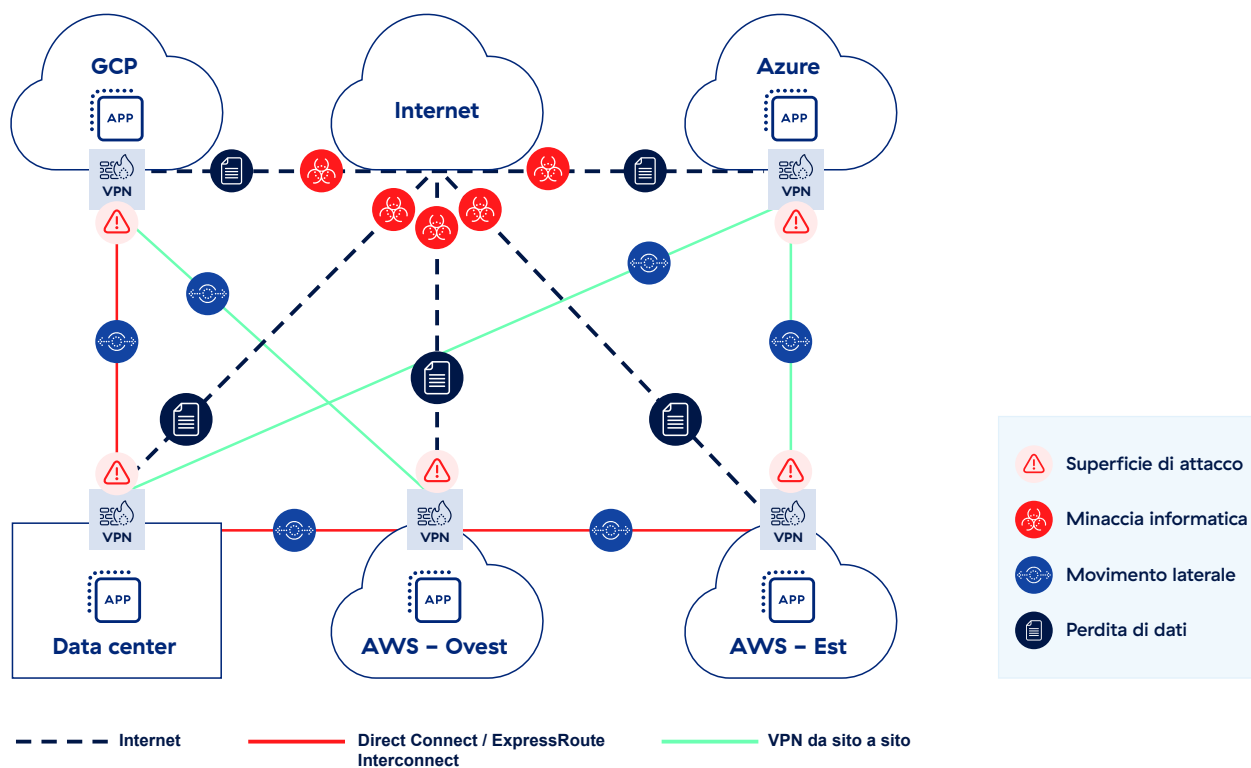 GCP
APP
VPN
Internet
Azure
APP
VPN
VPN
APP
Data center
VPN
APP
AWS – Ovest
VPN
APP
AWS – Est
Superficie di attacco
Minaccia informatica
Movimento laterale
Perdita di dati
Internet
Direct Connect / ExpressRoute
Interconnect
VPN da sito a sito